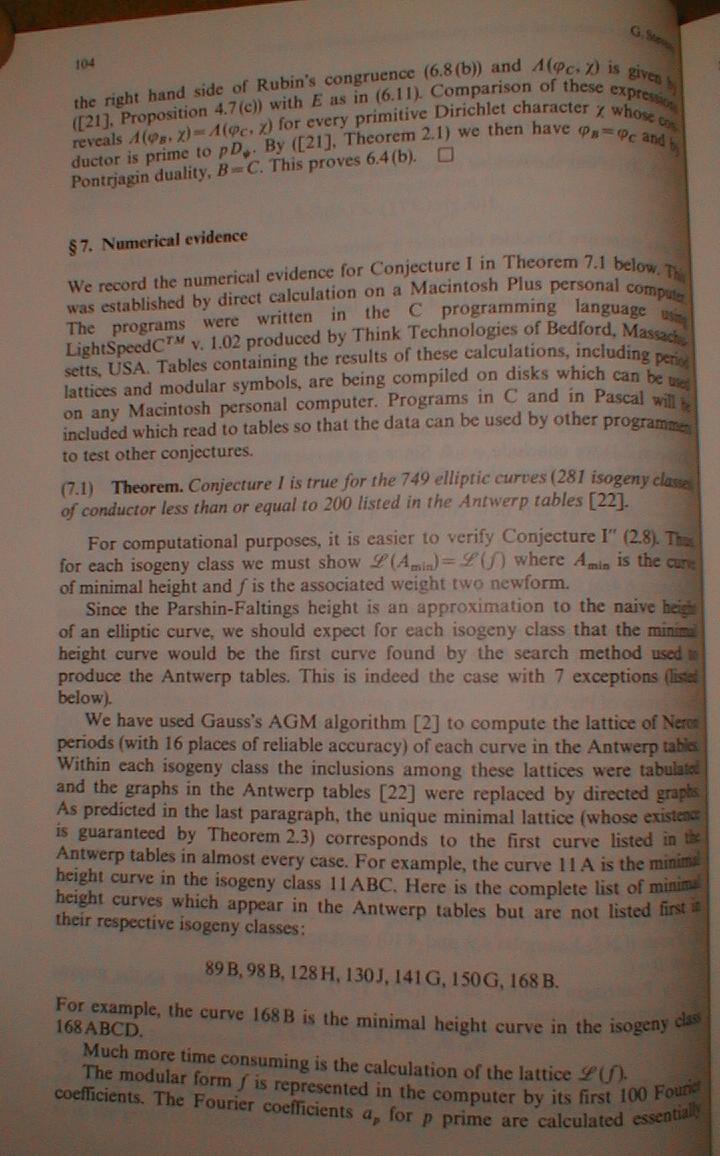 104
G. Stevens
the right hand side of Rubin's congruence (6.8(b)) and Λ(φ_C, χ) is given by
([21], Proposition 4.7(c)) with E as in (6.11). Comparison of these expressions
reveals Λ(φ_B, χ)=Λ(φ_C, χ) for every primitive Dirichlet character χ whose con-
ductor is prime to pD_ψ. By ([21], Theorem 2.1) we then have φ_B=φ_C and by
Pontrjagin duality, B=C. This proves 6.4(b). □
§7. Numerical evidence
We record the numerical evidence for Conjecture I in Theorem 7.1 below. This
was established by direct calculation on a Macintosh Plus personal computer.
The programs were written in the C programming language using
LightSpeedC™ v. 1.02 produced by Think Technologies of Bedford, Massachu-
setts, USA. Tables containing the results of these calculations, including period
lattices and modular symbols, are being compiled on disks which can be used
on any Macintosh personal computer. Programs in C and in Pascal will be
included which read to tables so that the data can be used by other programmers
to test other conjectures.
(7.1) Theorem. Conjecture I is true for the 749 elliptic curves (281 isogeny classes)
of conductor less than or equal to 200 listed in the Antwerp tables [22].
For computational purposes, it is easier to verify Conjecture I″ (2.8). Thus
for each isogeny class we must show ℒ(A_min)=ℒ(f) where A_min is the curve
of minimal height and f is the associated weight two newform.
Since the Parshin-Faltings height is an approximation to the naive height
of an elliptic curve, we should expect for each isogeny class that the minimal
height curve would be the first curve found by the search method used to
produce the Antwerp tables. This is indeed the case with 7 exceptions (listed
below).
We have used Gauss's AGM algorithm [2] to compute the lattice of Neron
periods (with 16 places of reliable accuracy) of each curve in the Antwerp tables.
Within each isogeny class the inclusions among these lattices were tabulated
and the graphs in the Antwerp tables [22] were replaced by directed graphs.
As predicted in the last paragraph, the unique minimal lattice (whose existence
is guaranteed by Theorem 2.3) corresponds to the first curve listed in the
Antwerp tables in almost every case. For example, the curve 11A is the minimal
height curve in the isogeny class 11ABC. Here is the complete list of minimal
height curves which appear in the Antwerp tables but are not listed first in
their respective isogeny classes:
89B, 98B, 128H, 130J, 141G, 150G, 168B.
For example, the curve 168B is the minimal height curve in the isogeny class
168ABCD.
Much more time consuming is the calculation of the lattice ℒ(f).
The modular form f is represented in the computer by its first 100 Fourier
coefficients. The Fourier coefficients a_p for p prime are calculated essentially